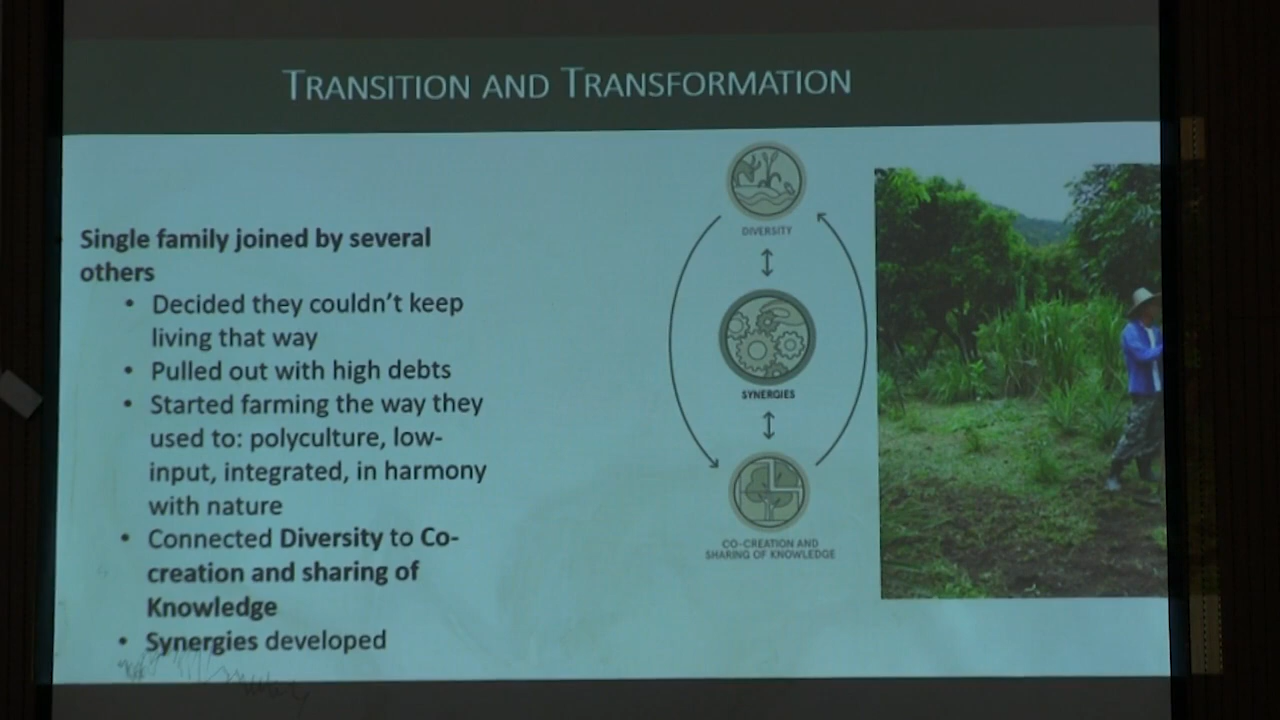 TRANSITION AND TRANSFORMATION
Single family joined by several
others
• Decided they couldn't keep
living that way
• Pulled out with high debts
• Started farming the way they
used to: polyculture, low-
input, integrated, in harmony
with nature
• Connected Diversity to Co-
creation and sharing of
Knowledge
• Synergies developed
DIVERSITY
SYNERGIES
CO-CREATION AND
SHARING OF KNOWLEDGE